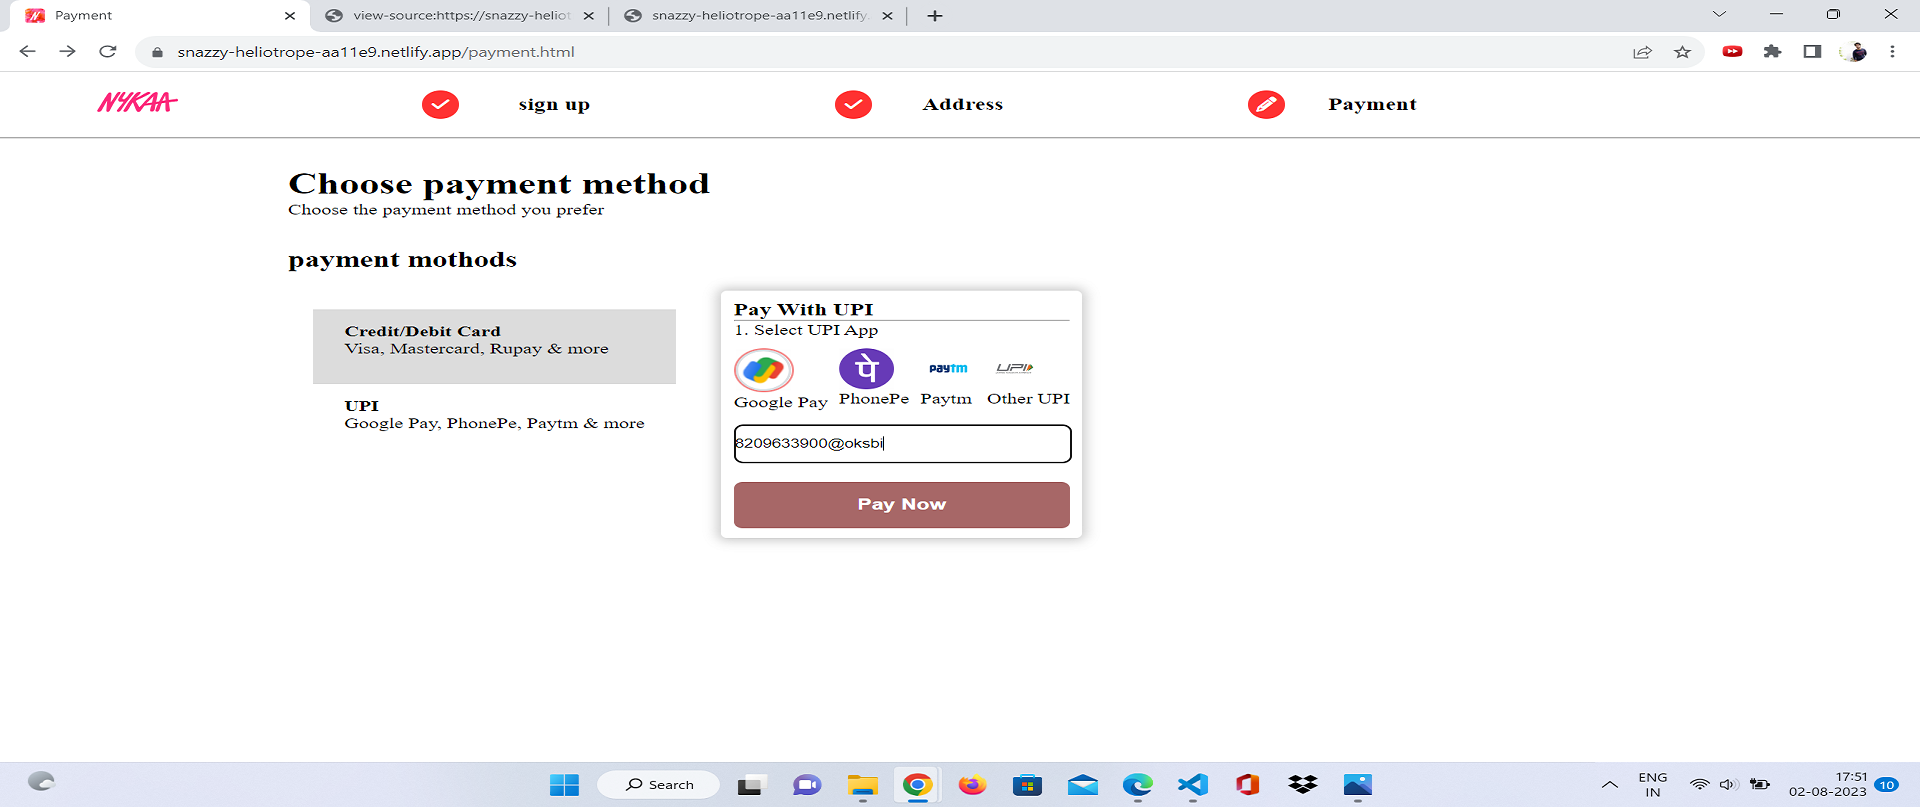 Payment
view-source:https://snazzy-heliot
snazzy-heliotrope-aa11e9.netlify.
snazzy-heliotrope-aa11e9.netlify.app/payment.html
NYKAA
sign up
Address
Payment
Choose payment method
Choose the payment method you prefer
payment mothods
Credit/Debit Card
Visa, Mastercard, Rupay & more
UPI
Google Pay, PhonePe, Paytm & more
Pay With UPI
1. Select UPI App
पे
paytm
UPI
Google Pay
PhonePe
Paytm
Other UPI
8209633900@oksbi
Pay Now
Search
ENG
IN
17:51
02-08-2023
10